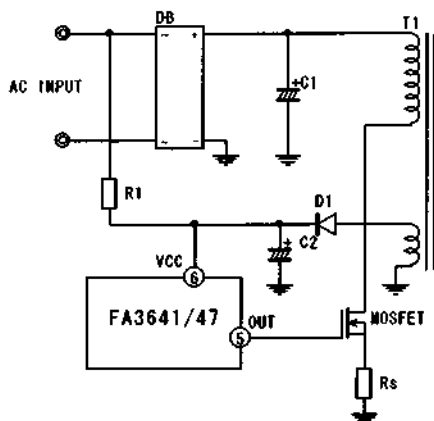 DB
T1
~ -
~ +
AC INPUT
+C1
R1
D1
+
C2
VCC
6
FA3641/47
OUT
5
MOSFET
Rs